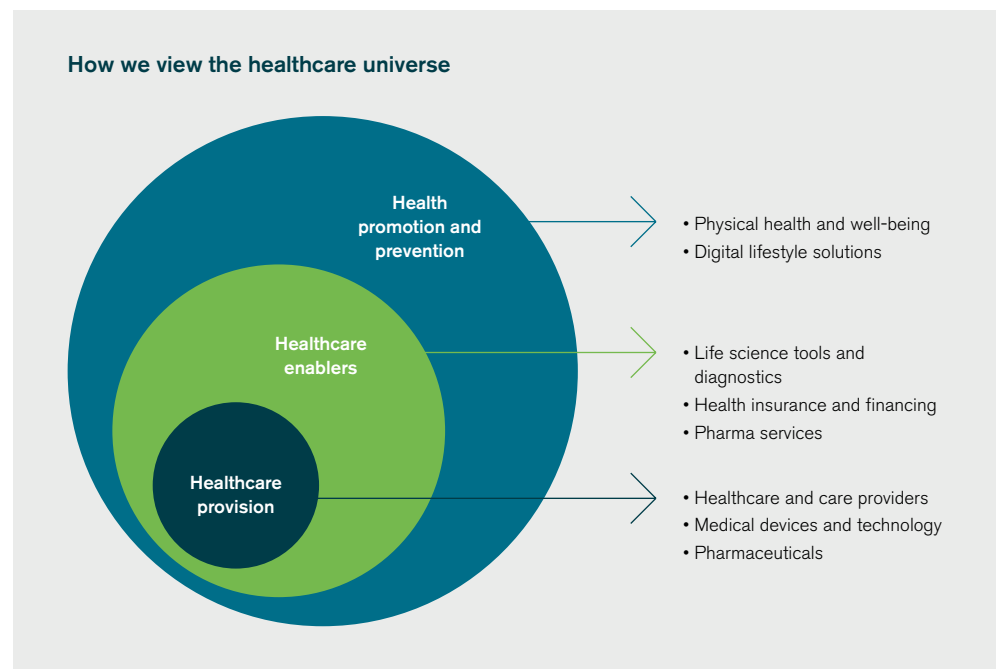 How we view the healthcare universe
Health
promotion and
prevention
• Physical health and well-being
• Digital lifestyle solutions
Healthcare
enablers
• Life science tools and
diagnostics
• Health insurance and financing
• Pharma services
Healthcare
provision
• Healthcare and care providers
• Medical devices and technology
• Pharmaceuticals